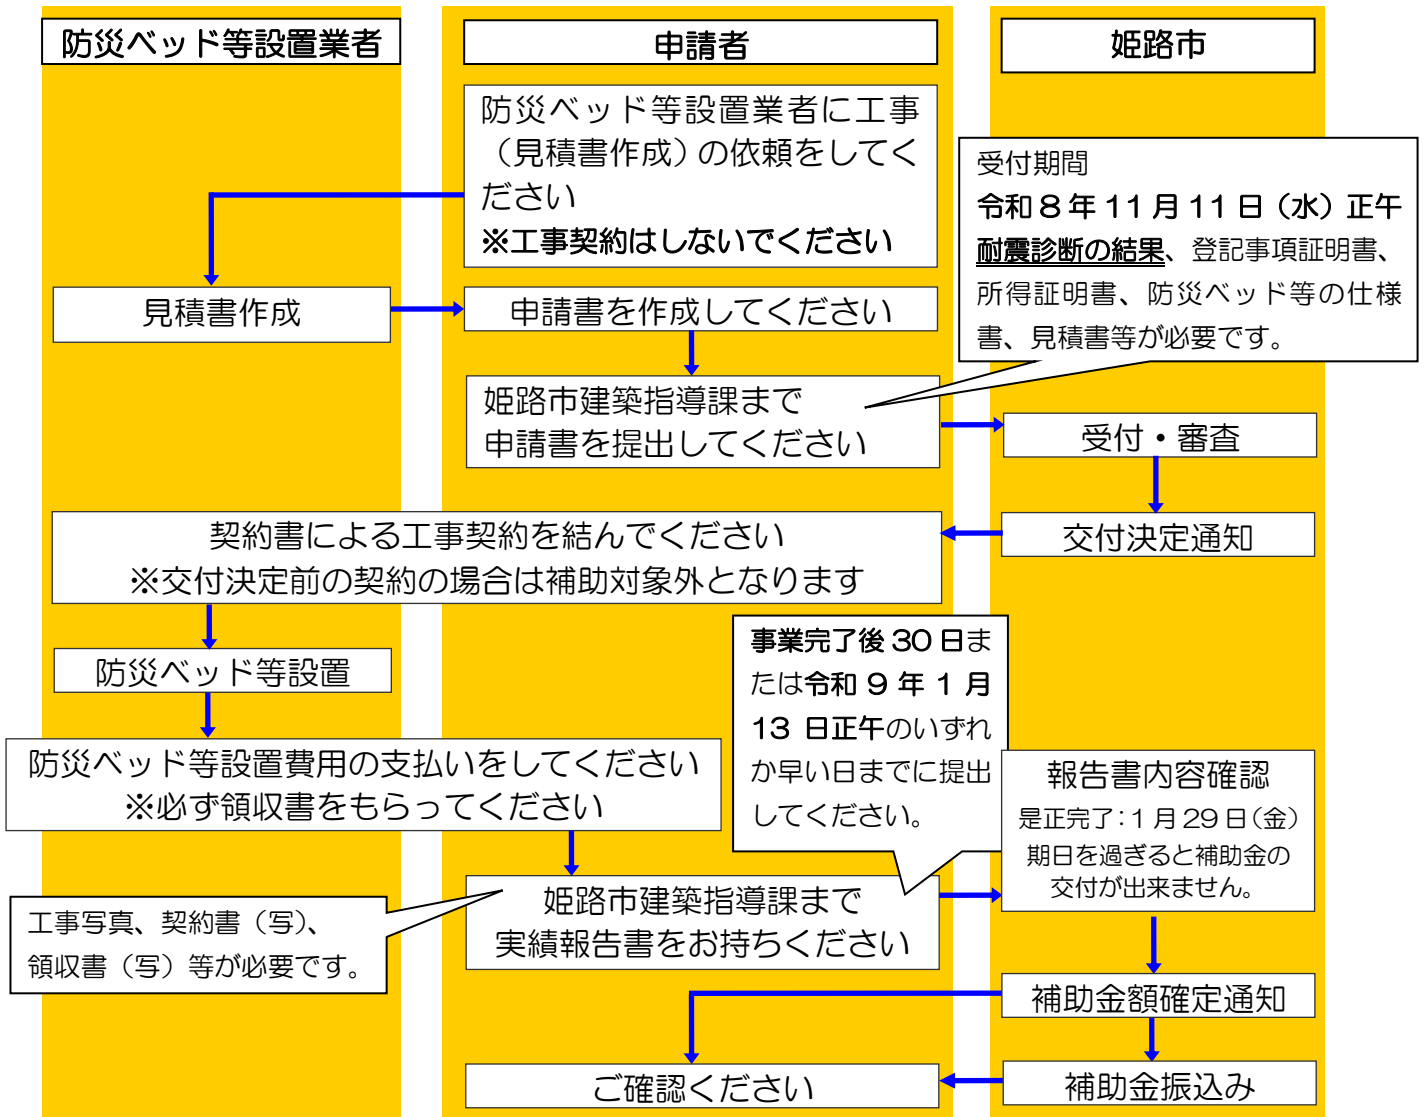 防災ベッド等設置業者
申請者
姫路市
防災ベッド等設置業者に工事
（見積書作成）の依頼をしてく
ださい
※工事契約はしないでください
受付期間
令和８年 11 月 11 日（水）正午
耐震診断の結果、登記事項証明書、
所得証明書、防災ベッド等の仕様
書、見積書等が必要です。
見積書作成
申請書を作成してください
姫路市建築指導課まで
申請書を提出してください
受付・審査
交付決定通知
契約書による工事契約を結んでください
※交付決定前の契約の場合は補助対象外となります
防災ベッド等設置
事業完了後 30 日ま
たは令和 9 年 1 月
13 日正午のいずれ
か早い日までに提出
してください。
防災ベッド等設置費用の支払いをしてください
※必ず領収書をもらってください
報告書内容確認
是正完了：1 月 29 日（金）
期日を過ぎると補助金の
交付が出来ません。
姫路市建築指導課まで
実績報告書をお持ちください
工事写真、契約書（写）、
領収書（写）等が必要です。
補助金額確定通知
ご確認ください
補助金振込み